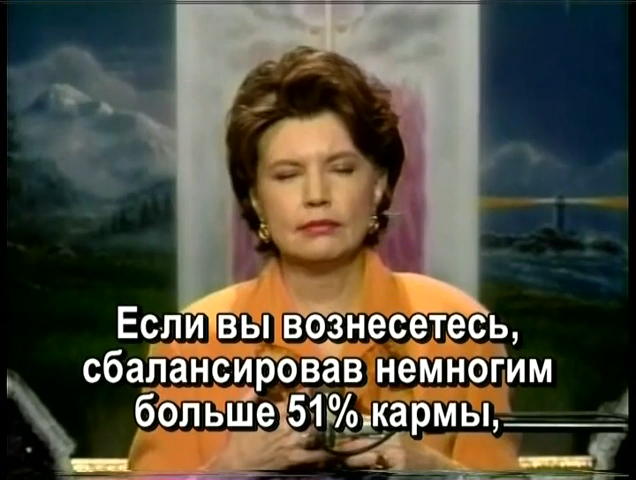 Если вы вознесетесь,
сбалансировав немногим
больше 51% кармы,